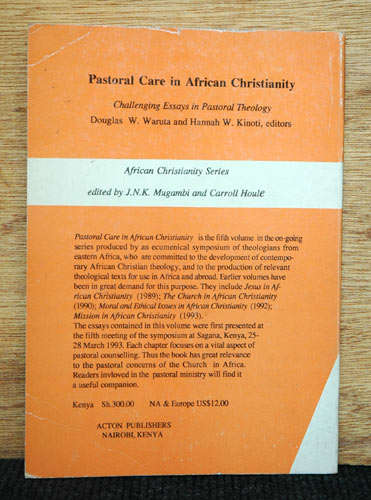 Pastoral Care in African Christianity
Challenging Essays in Pastoral Theology
Douglas W. Waruta and Hannah W. Kinoti, editors
African Christianity Series
edited by J.N.K. Mugambi and Carroll Houle
Pastoral Care in African Christianity is the fifth volume in the on-going
series produced by as ecumenical symposium of theologians from
eastern Africa, who are committed to the development of contempo-
rary African Christian theology, and to the production of relevant
theological texts for use in Africa and abroad. Earlier volumes have
been in great demand for this purpose. They include Jesus in Af-
rican Christianity (1989); The Church in African Christianity
(1990); Moral and Ethical Issues in African Christianity (1992);
Mission in African Christianity (1993).
The essays contained in this volume were first presented at
the fifth meeting of the symposium at Sagana, Kenya, 25-
28 March 1993. Each chapter focuses on a vital aspect of
pastoral counselling. Thus the book has great relevance
to the pastoral concerns of the Church in Africa.
Readers invloved in the pastoral ministry will find it
a useful companion.
Kenya Sh.300.00 NA & Europe US$12.00
ACTON PUBLISHERS
NAIROBI, KENYA